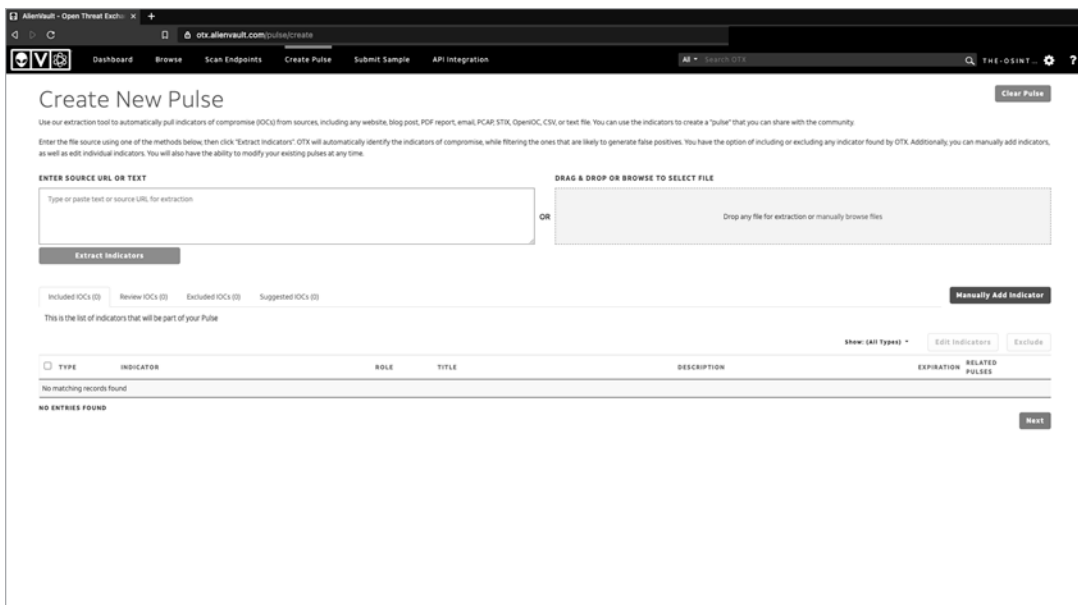 AlienVault - Open Threat Excha
otx.alienvault.com/pulse/create
Dashboard Browse Scan Endpoints Create Pulse Submit Sample API Integration All Search OTX THE-OSINT... ?
Create New Pulse Clear Pulse
Use our extraction tool to automatically pull indicators of compromise (IOCs) from sources, including any website, blog post, PDF report, email, PCAP, STIX, OpenIOC, CSV, or text file. You can use the indicators to create a "pulse" that you can share with the community.
Enter the file source using one of the methods below, then click "Extract Indicators". OTX will automatically identify the indicators of compromise, while filtering the ones that are likely to generate false positives. You have the option of including or excluding any indicator found by OTX. Additionally, you can manually add indicators,
as well as edit individual indicators. You will also have the ability to modify your existing pulses at any time.
ENTER SOURCE URL OR TEXT DRAG & DROP OR BROWSE TO SELECT FILE
Type or paste text or source URL for extraction
OR Drop any file for extraction or manually browse files
Extract Indicators
Included IOCs (0) Review IOCs (0) Excluded IOCs (0) Suggested IOCs (0) Manually Add Indicator
This is the list of indicators that will be part of your Pulse
Show: (All Types) Edit Indicators Exclude
TYPE INDICATOR ROLE TITLE DESCRIPTION EXPIRATION RELATED
PULSES
No matching records found
NO ENTRIES FOUND
Next